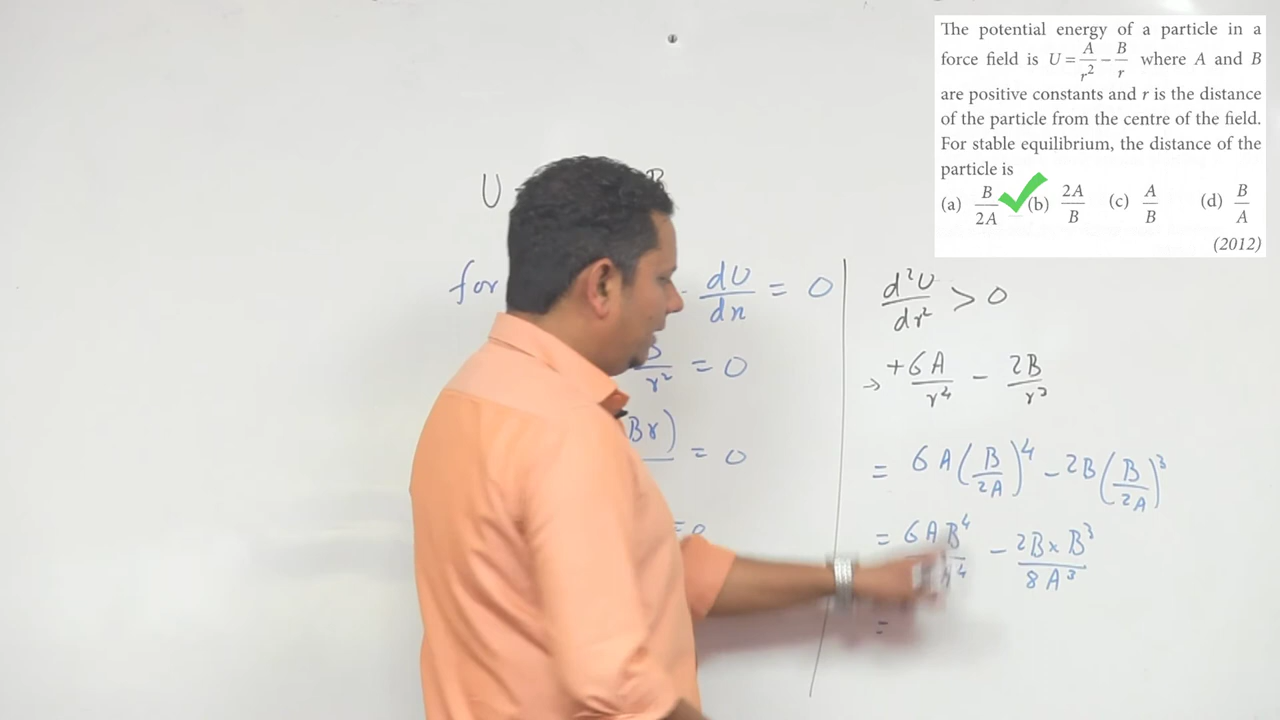 The potential energy of a particle in a
force field is U = A/r² − B/r where A and B
are positive constants and r is the distance
of the particle from the centre of the field.
For stable equilibrium, the distance of the
particle is
(a) B/2A (b) 2A/B (c) A/B (d) B/A
(2012)
U B
for dU/dn = 0
B/r² = 0
Br) = 0
=0
d²U/dr² > 0
→ +6A/r⁴ − 2B/r³
= 6A(B/2A)⁴ − 2B(B/2A)³
= 6AB⁴ − 2B×B³/8A³
=